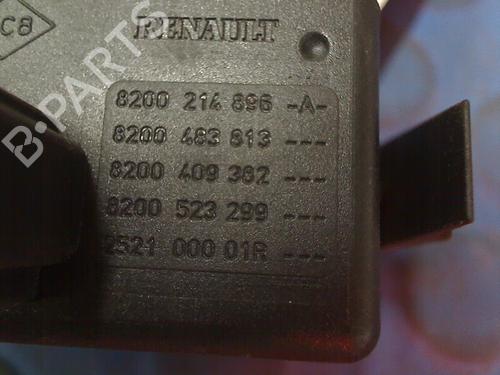 C8
RENAULT
B-PARTS
8200 214 896 -A-
8200 483 813 ---
8200 409 362 ---
8200 523 299 ---
2521 000 01R ---